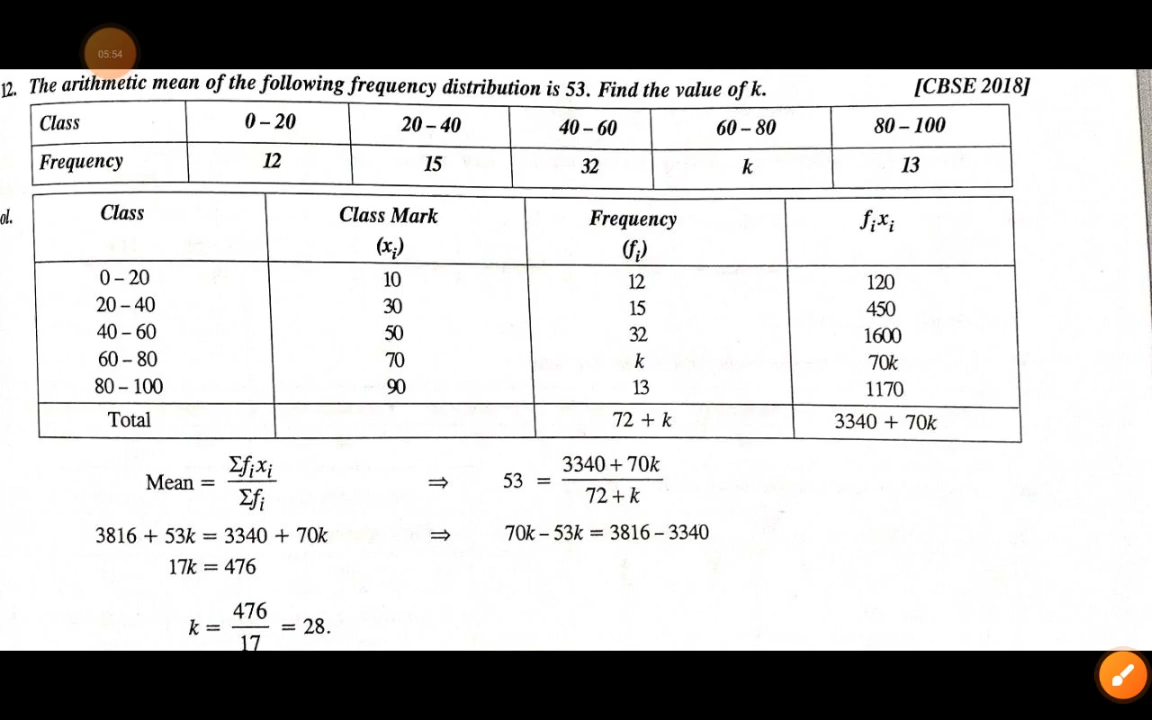 05:54
12. The arithmetic mean of the following frequency distribution is 53. Find the value of k. [CBSE 2018]
Class 0 – 20 20 – 40 40 – 60 60 – 80 80 – 100
Frequency 12 15 32 k 13
ol. Class Class Mark (xᵢ) Frequency (fᵢ) fᵢxᵢ
0 – 20 10 12 120
20 – 40 30 15 450
40 – 60 50 32 1600
60 – 80 70 k 70k
80 – 100 90 13 1170
Total 72 + k 3340 + 70k
Mean = Σfᵢxᵢ / Σfᵢ ⇒ 53 = 3340 + 70k / 72 + k
3816 + 53k = 3340 + 70k ⇒ 70k – 53k = 3816 – 3340
17k = 476
k = 476 / 17 = 28.